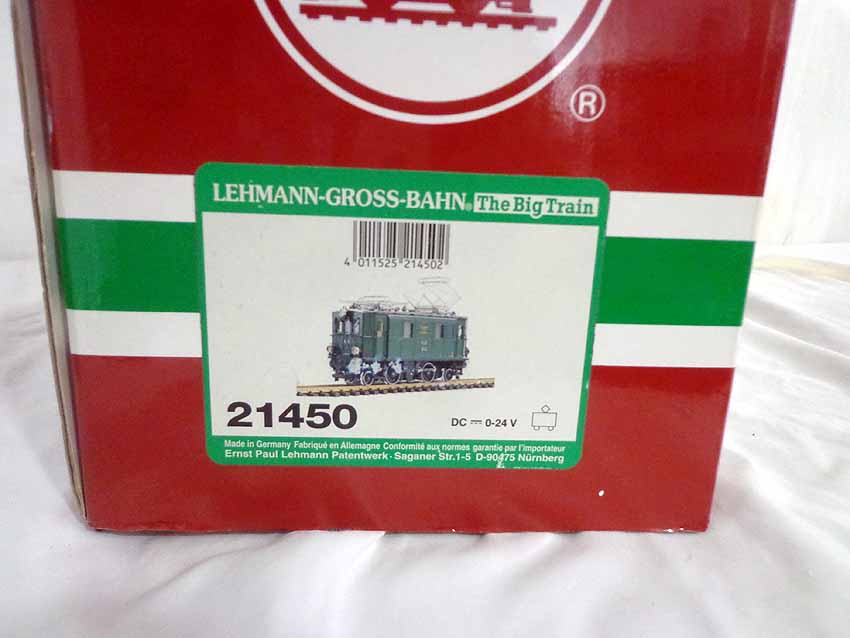 ®
LEHMANN-GROSS-BAHN® The Big Train
4 011525 214502
21450
DC 0-24 V
Made in Germany Fabriqué en Allemagne Conformité aux normes garantie par l'importateur
Ernst Paul Lehmann Patentwerk · Saganer Str.1-5 D-90475 Nürnberg